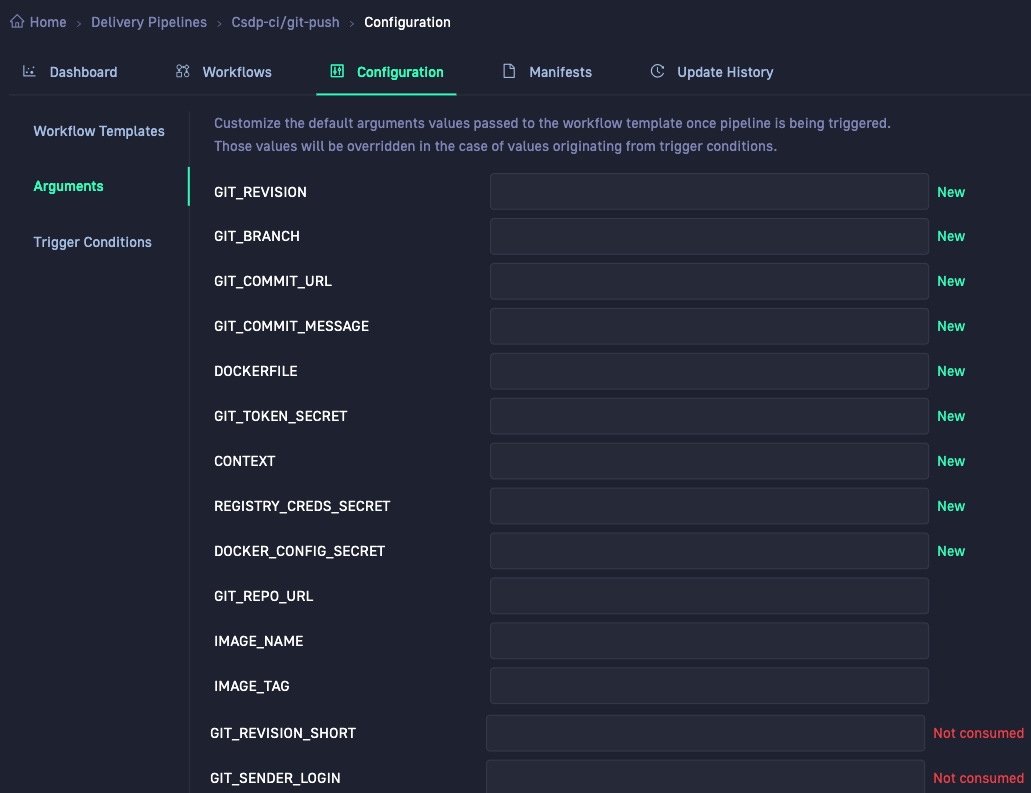 Home > Delivery Pipelines > Csdp-ci/git-push > Configuration
Dashboard Workflows Configuration Manifests Update History
Workflow Templates
Arguments
Trigger Conditions
Customize the default arguments values passed to the workflow template once pipeline is being triggered.
Those values will be overridden in the case of values originating from trigger conditions.
GIT_REVISION New
GIT_BRANCH New
GIT_COMMIT_URL New
GIT_COMMIT_MESSAGE New
DOCKERFILE New
GIT_TOKEN_SECRET New
CONTEXT New
REGISTRY_CREDS_SECRET New
DOCKER_CONFIG_SECRET New
GIT_REPO_URL
IMAGE_NAME
IMAGE_TAG
GIT_REVISION_SHORT Not consumed
GIT_SENDER_LOGIN Not consumed